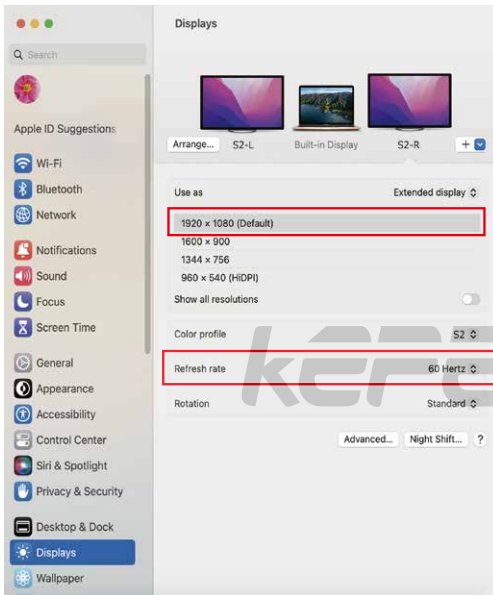 Displays
Search
Apple ID Suggestions
Wi-Fi
Bluetooth
Network
Notifications
Sound
Focus
Screen Time
General
Appearance
Accessibility
Control Center
Siri & Spotlight
Privacy & Security
Desktop & Dock
Displays
Wallpaper
Arrange... S2-L Built-in Display S2-R +
Use as Extended display
1920 × 1080 (Default)
1600 × 900
1344 × 756
960 × 540 (HiDPI)
Show all resolutions
Color profile S2
Refresh rate 60 Hertz
Rotation Standard
Advanced... Night Shift... ?